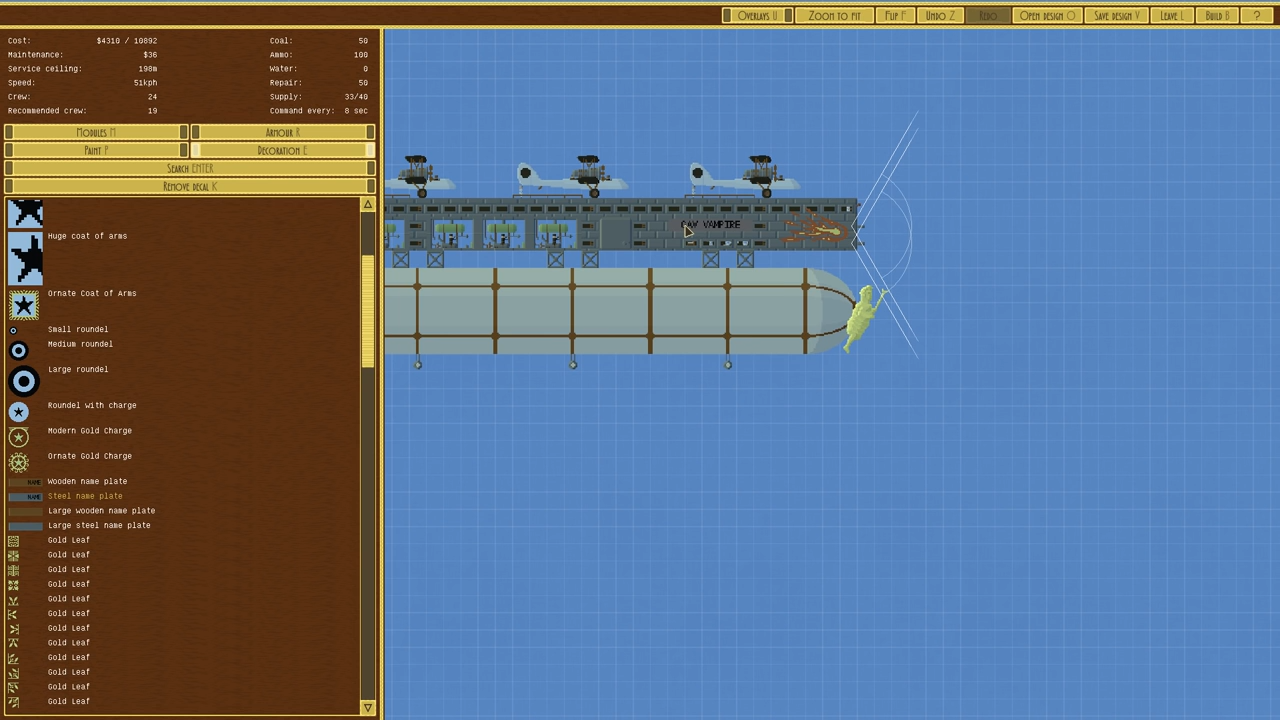 Overlays U Zoom to fit Flip F Undo Z Redo Open design O Save design V Leave L Build B ?
Cost: $4310 / 10892 Coal: 50
Maintenance: $36 Ammo: 100
Service ceiling: 198m Water: 0
Speed: 51kph Repair: 50
Crew: 24 Supply: 33/40
Recommended crew: 19 Command every: 8 sec
Modules M Armour R
Paint P Decoration E
Search ENTER
Remove decal K
Huge coat of arms
Ornate Coat of Arms
Small roundel
Medium roundel
Large roundel
Roundel with charge
Modern Gold Charge
Ornate Gold Charge
NAME Wooden name plate
NAME Steel name plate
Large wooden name plate
Large steel name plate
Gold Leaf
Gold Leaf
Gold Leaf
Gold Leaf
Gold Leaf
Gold Leaf
Gold Leaf
Gold Leaf
Gold Leaf
Gold Leaf
Gold Leaf
Gold Leaf
VAMPIRE